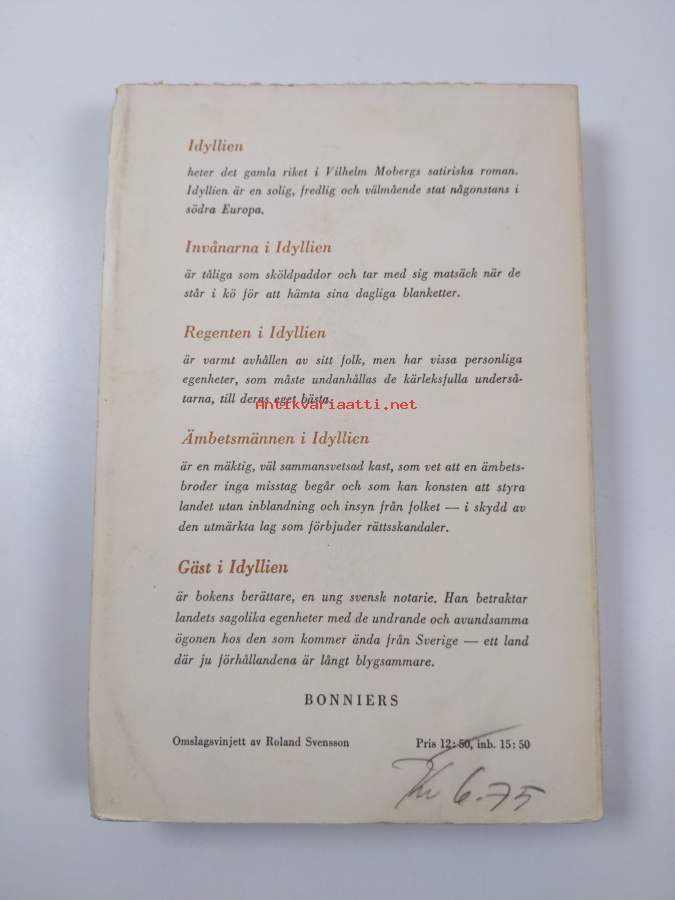 Idyllien
heter det gamla riket i Vilhelm Mobergs satiriska roman.
Idyllien är en solig, fredlig och välmående stat någonstans i
södra Europa.
Invånarna i Idyllien
är tåliga som sköldpaddor och tar med sig matsäck när de
står i kö för att hämta sina dagliga blanketter.
Regenten i Idyllien
är varmt avhållen av sitt folk, men har vissa personliga
egenheter, som måste undanhållas de kärleksfulla underså-
tarna, till deras eget bästa.
Antikvariaatti.net
Ämbetsmännen i Idyllien
är en mäktig, väl sammansvetsad kast, som vet att en ämbets-
broder inga misstag begår och som kan konsten att styra
landet utan inblandning och insyn från folket — i skydd av
den utmärkta lag som förbjuder rättsskandaler.
Gäst i Idyllien
är bokens berättare, en ung svensk notarie. Han betraktar
landets sagolika egenheter med de undrande och avundsamma
ögonen hos den som kommer ända från Sverige — ett land
där ju förhållandena är långt blygsammare.
BONNIERS
Omslagsvinjett av Roland Svensson Pris 12:50, inb. 15:50
Kr 6.75